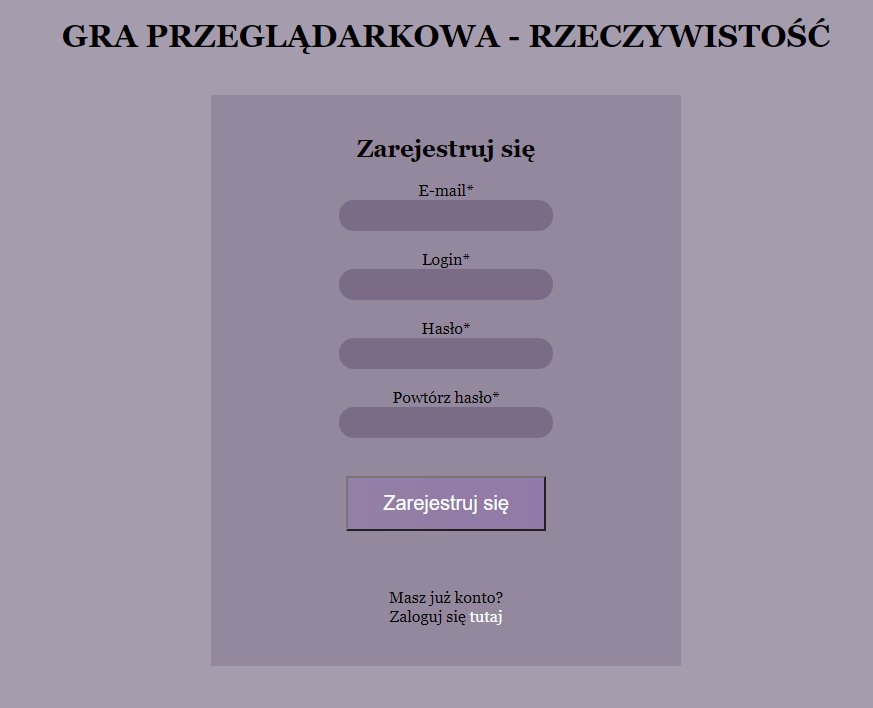 GRA PRZEGLĄDARKOWA - RZECZYWISTOŚĆ
Zarejestruj się
E-mail*
Login*
Hasło*
Powtórz hasło*
Zarejestruj się
Masz już konto?
Zaloguj się tutaj